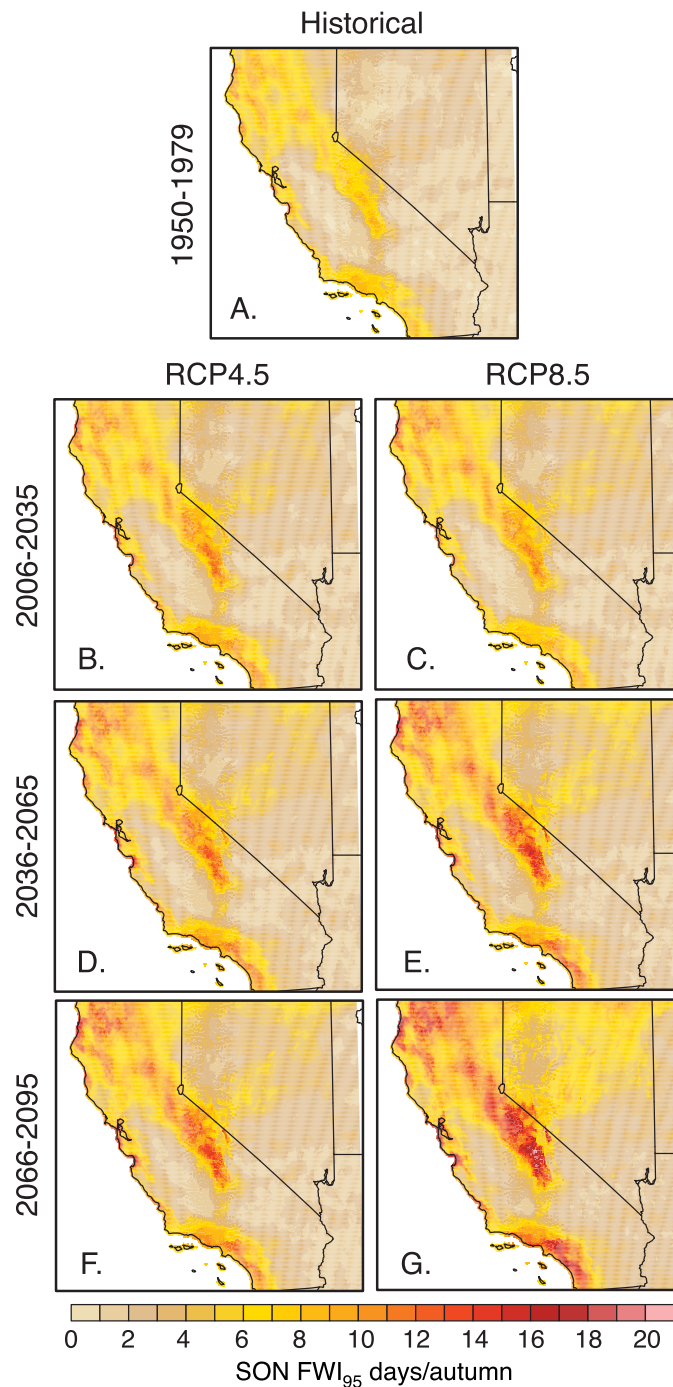 Historical
1950-1979
A.
RCP4.5 RCP8.5
2006-2035
B. C.
2036-2065
D. E.
2066-2095
F. G.
0 2 4 6 8 10 12 14 16 18 20
SON FWI95 days/autumn